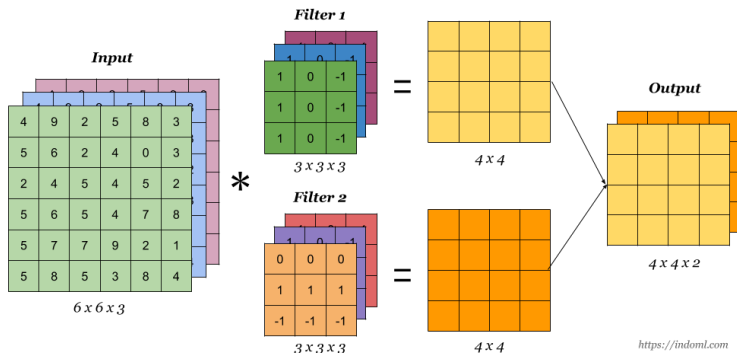 Input
4 9 2 5 8 3
5 6 2 4 0 3
2 4 5 4 5 2
5 6 5 4 7 8
5 7 7 9 2 1
5 8 5 3 8 4
6 x 6 x 3
*
Filter 1
1 0 -1
1 0 -1
1 0 -1
3 x 3 x 3
=
4 x 4
Filter 2
1 0 -1
0 0 0
1 1 1
-1 -1 -1
3 x 3 x 3
=
4 x 4
Output
4 x 4 x 2
https://indoml.com